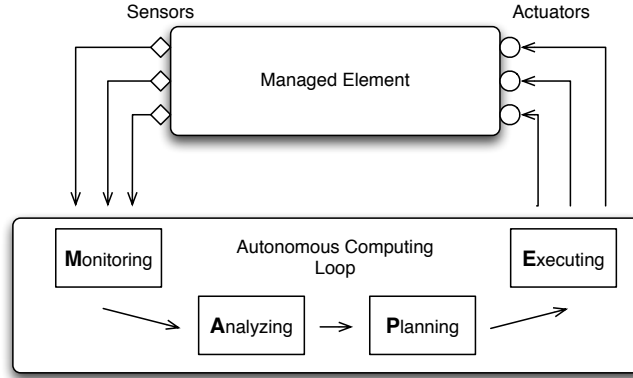 Sensors
Actuators
Managed Element
Monitoring
Autonomous Computing
Loop
Executing
Analyzing
Planning